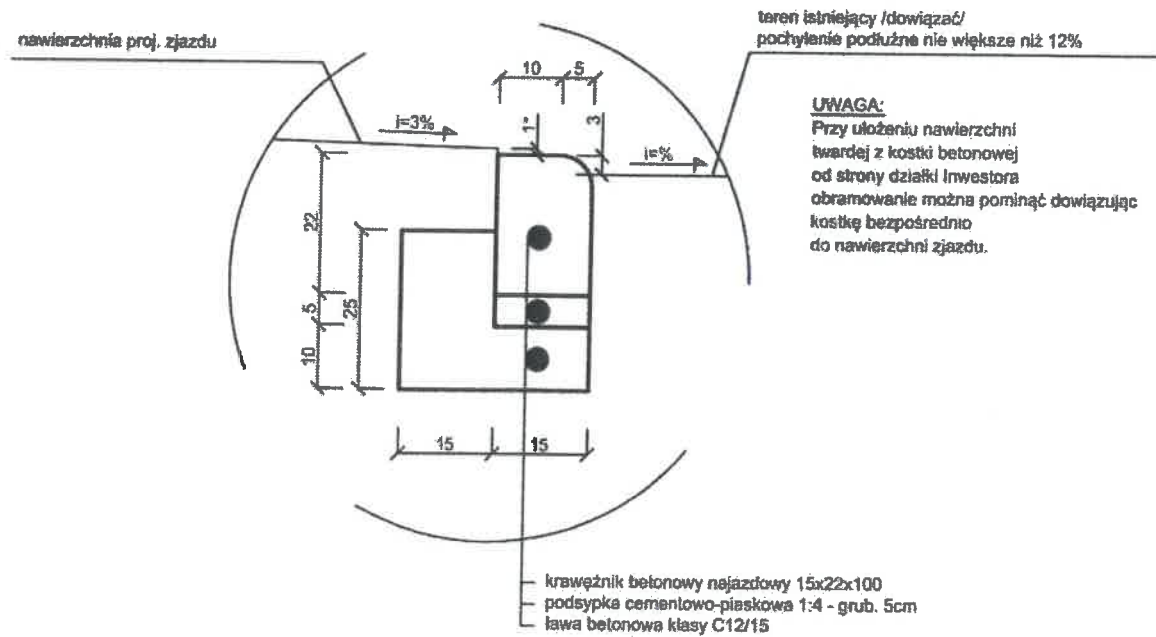 nawierzchnia proj. zjazdu
teren istniejący /dowiązać/
pochylenie podłużne nie większe niż 12%
10
5
i=3%
1*
3
i=%
UWAGA:
Przy ułożeniu nawierzchni
twardej z kostki betonowej
od strony działki Inwestora
obramowanie można pominąć dowiązując
kostkę bezpośrednio
do nawierzchni zjazdu.
22
25
5
10
15
15
krawężnik betonowy najazdowy 15x22x100
podsypka cementowo-piaskowa 1:4 - grub. 5cm
ława betonowa klasy C12/15